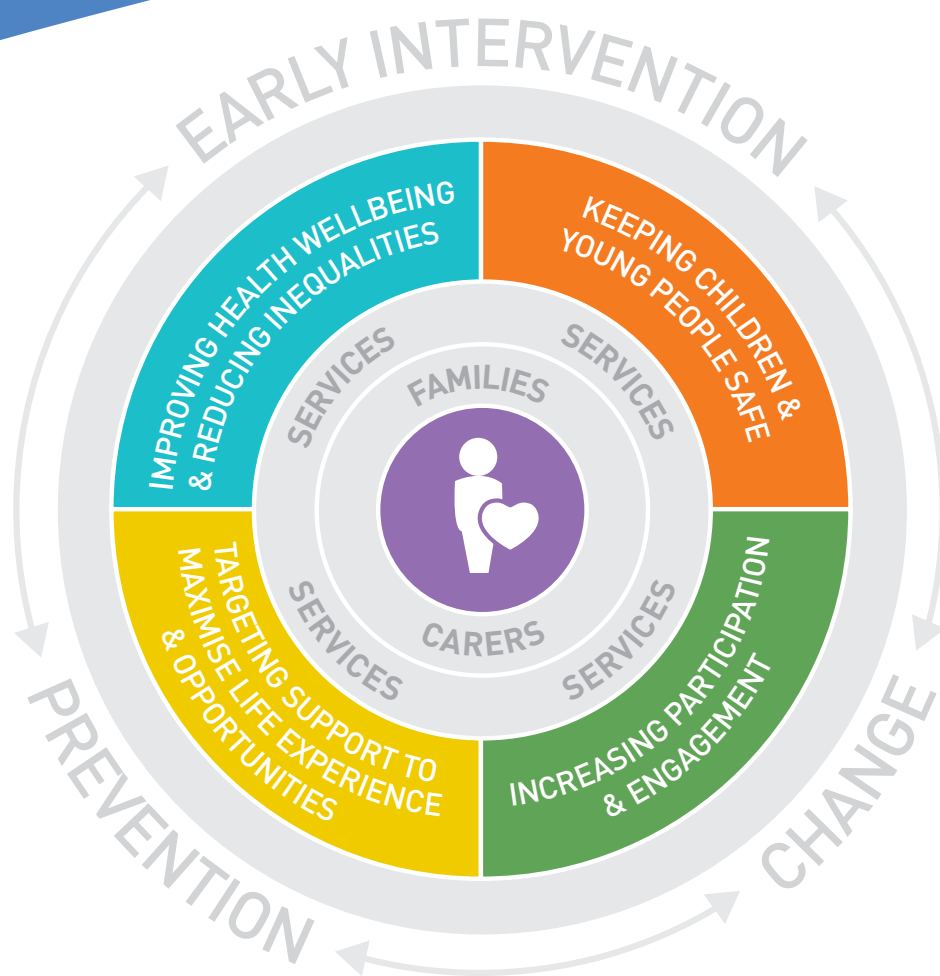 EARLY INTERVENTION
IMPROVING HEALTH WELLBEING
& REDUCING INEQUALITIES
KEEPING CHILDREN &
YOUNG PEOPLE SAFE
SERVICES
SERVICES
FAMILIES
CARERS
SERVICES
SERVICES
TARGETING SUPPORT TO
MAXIMISE LIFE EXPERIENCE
& OPPORTUNITIES
INCREASING PARTICIPATION
& ENGAGEMENT
PREVENTION
CHANGE